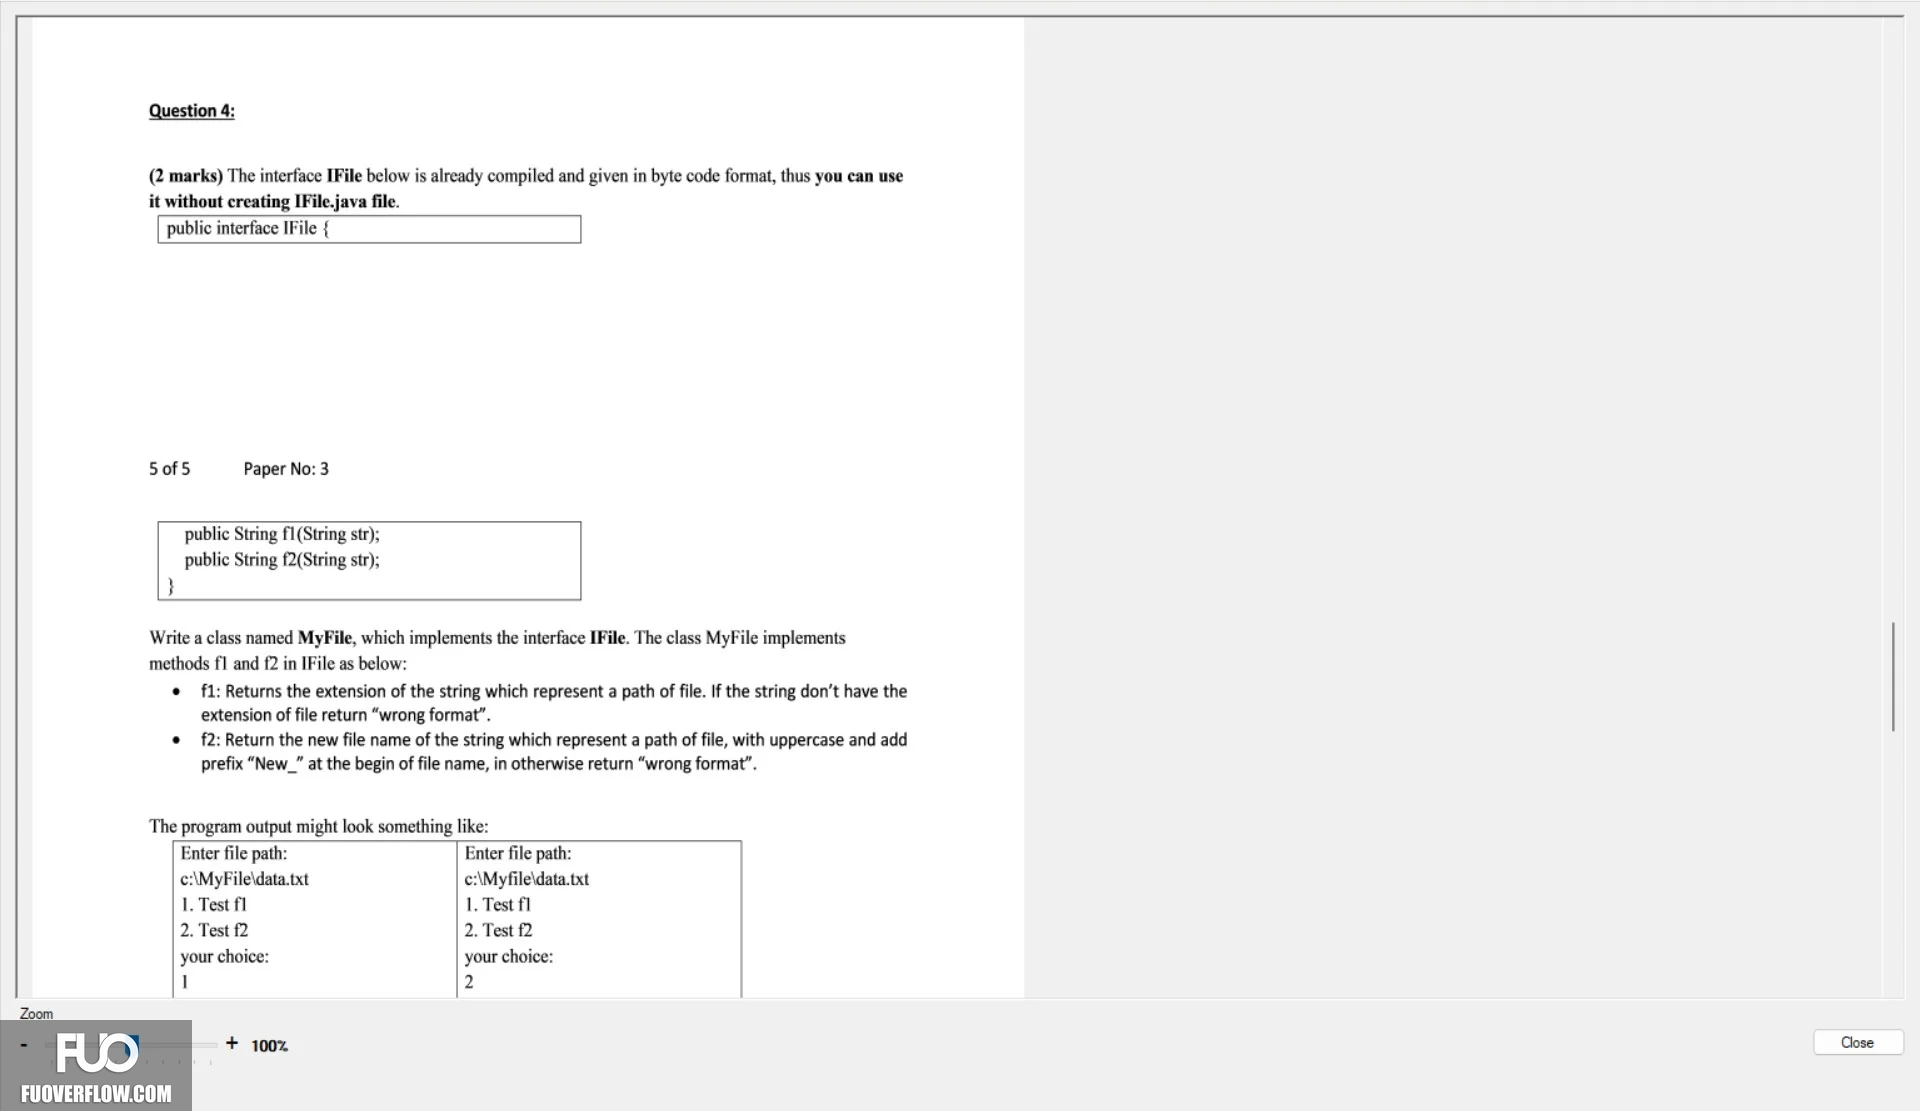 Question 4:
(2 marks) The interface IFile below is already compiled and given in byte code format, thus you can use
it without creating IFile.java file.
public interface IFile {
5 of 5 Paper No: 3
public String f1(String str);
public String f2(String str);
}
Write a class named MyFile, which implements the interface IFile. The class MyFile implements
methods f1 and f2 in IFile as below:
• f1: Returns the extension of the string which represent a path of file. If the string don’t have the
extension of file return “wrong format”.
• f2: Return the new file name of the string which represent a path of file, with uppercase and add
prefix “New_” at the begin of file name, in otherwise return “wrong format”.
The program output might look something like:
Enter file path:
c:\MyFile\data.txt
1. Test f1
2. Test f2
your choice:
1
Enter file path:
c:\Myfile\data.txt
1. Test f1
2. Test f2
your choice:
2
Zoom
- + 100%
Close
FUO
FUOVERFLOW.COM